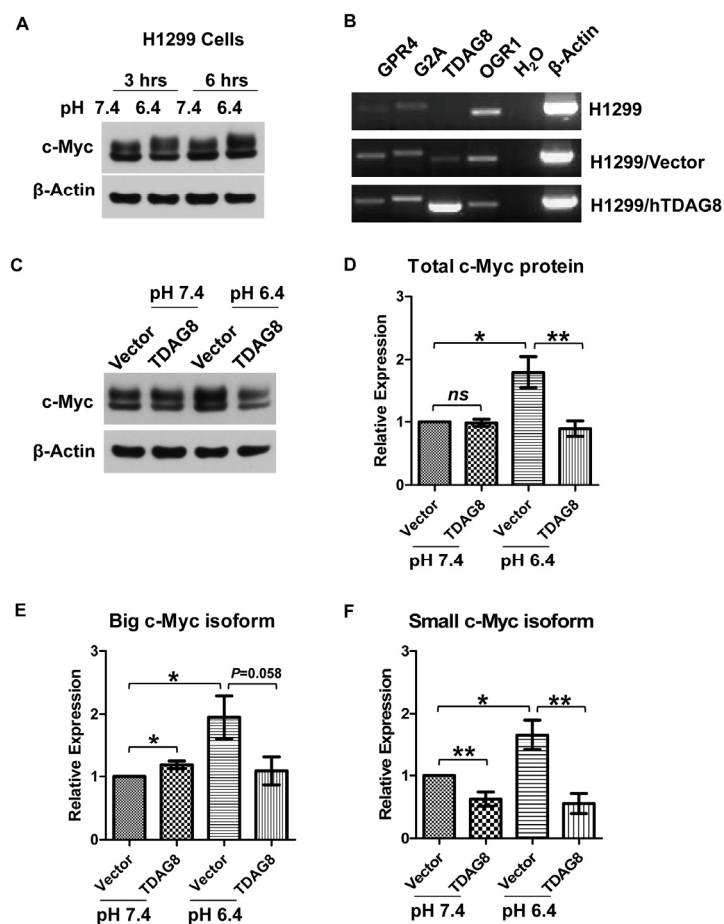 A
H1299 Cells
3 hrs 6 hrs
pH 7.4 6.4 7.4 6.4
c-Myc
β-Actin
B
GPR4 G2A TDAG8 OGR1 H₂O β-Actin
H1299
H1299/Vector
H1299/hTDAG8
C
pH 7.4 pH 6.4
Vector TDAG8 Vector TDAG8
c-Myc
β-Actin
D
Total c-Myc protein
Relative Expression
3
2
1
0
ns
*
**
Vector TDAG8 Vector TDAG8
pH 7.4 pH 6.4
E
Big c-Myc isoform
Relative Expression
3
2
1
0
*
*
P=0.058
Vector TDAG8 Vector TDAG8
pH 7.4 pH 6.4
F
Small c-Myc isoform
Relative Expression
3
2
1
0
**
*
**
Vector TDAG8 Vector TDAG8
pH 7.4 pH 6.4